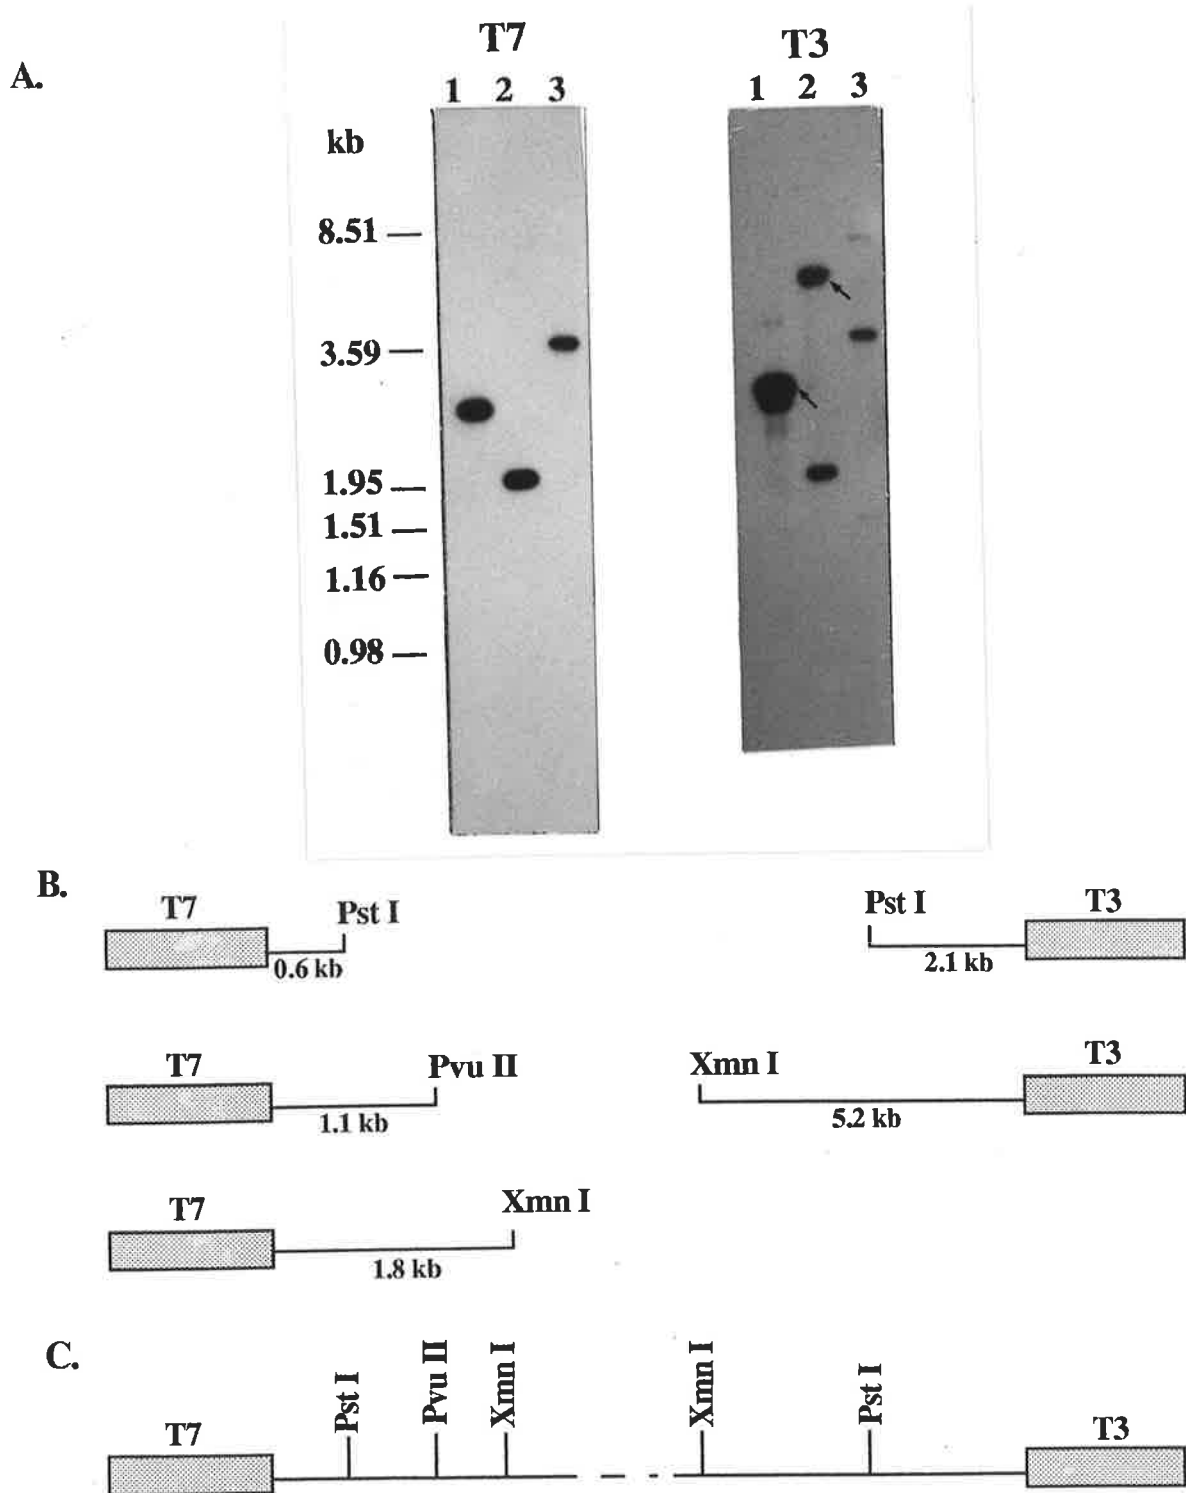 A.
T7
T3
1 2 3
1 2 3
kb
8.51
3.59
1.95
1.51
1.16
0.98
B.
T7
Pst I
0.6 kb
Pst I
T3
2.1 kb
T7
Pvu II
1.1 kb
Xmn I
T3
5.2 kb
T7
Xmn I
1.8 kb
C.
T7
Pst I
Pvu II
Xmn I
Xmn I
Pst I
T3